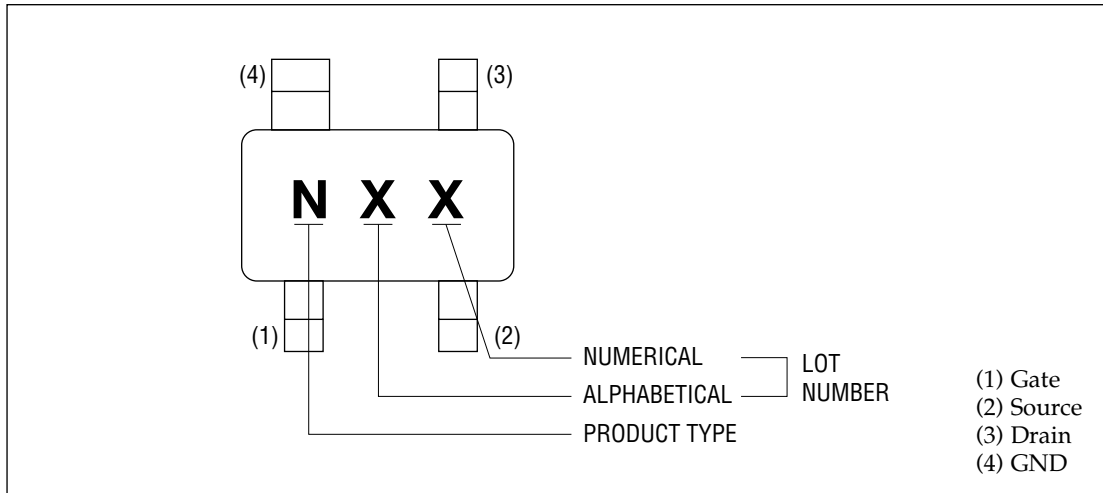 (4) (3)
N X X
(1) (2)
NUMERICAL
ALPHABETICAL
LOT
NUMBER
PRODUCT TYPE
(1) Gate
(2) Source
(3) Drain
(4) GND